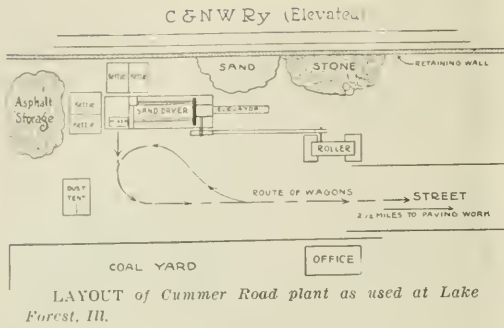 C & N W Ry (Elevated)
RETAINING WALL
SAND
STONE
Asphalt
Storage
KETTLE
KETTLE
KETTLE
KETTLE
SAND DRYER
ELEVATOR
ROLLER
DUST
TENT
ROUTE OF WAGONS
STREET
2 1/2 MILES TO PAVING WORK
COAL YARD
OFFICE
LAYOUT of Cummer Road plant as used at Lake
Forest, Ill.